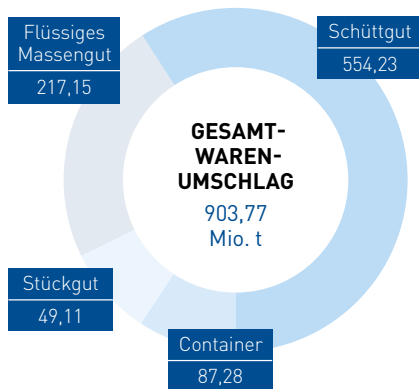 Flüssiges
Massengut
217,15
Schüttgut
554,23
GESAMT-
WAREN-
UMSCHLAG
903,77
Mio. t
Stückgut
49,11
Container
87,28